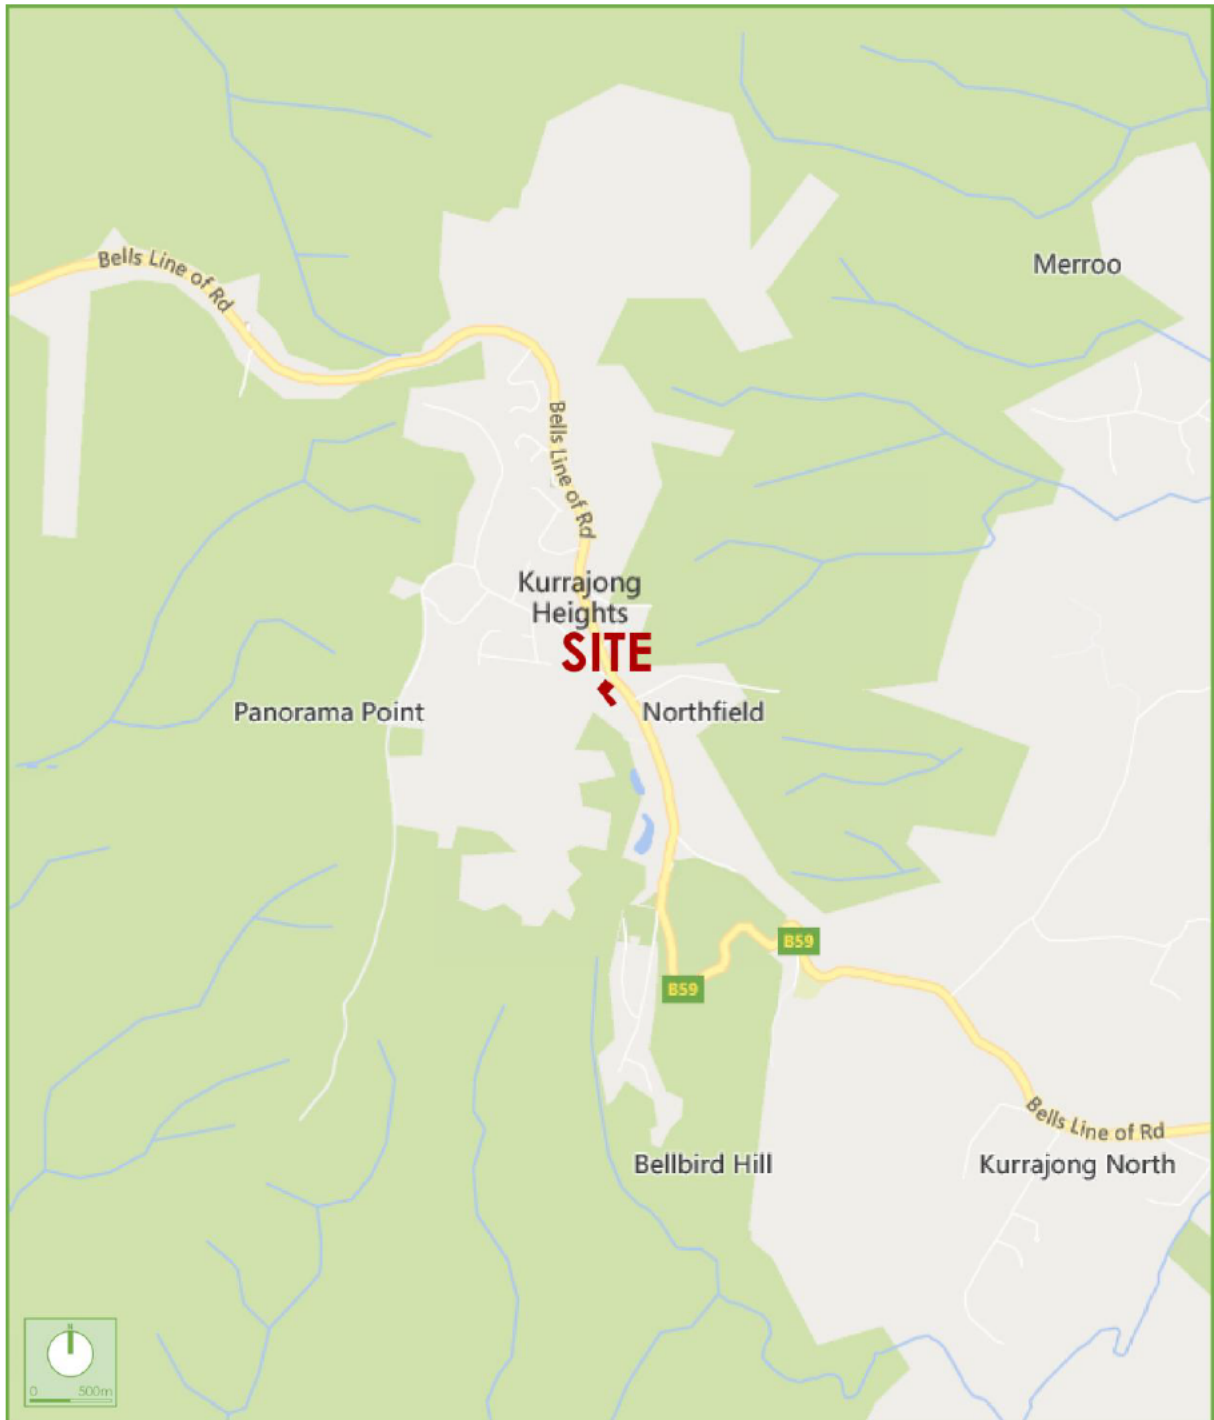 Bells Line of Rd
Merroo
Bells Line of Rd
Kurrajong
Heights
SITE
Panorama Point
Northfield
B59
B59
Bells Line of Rd
Bellbird Hill
Kurrajong North
N
0 500m